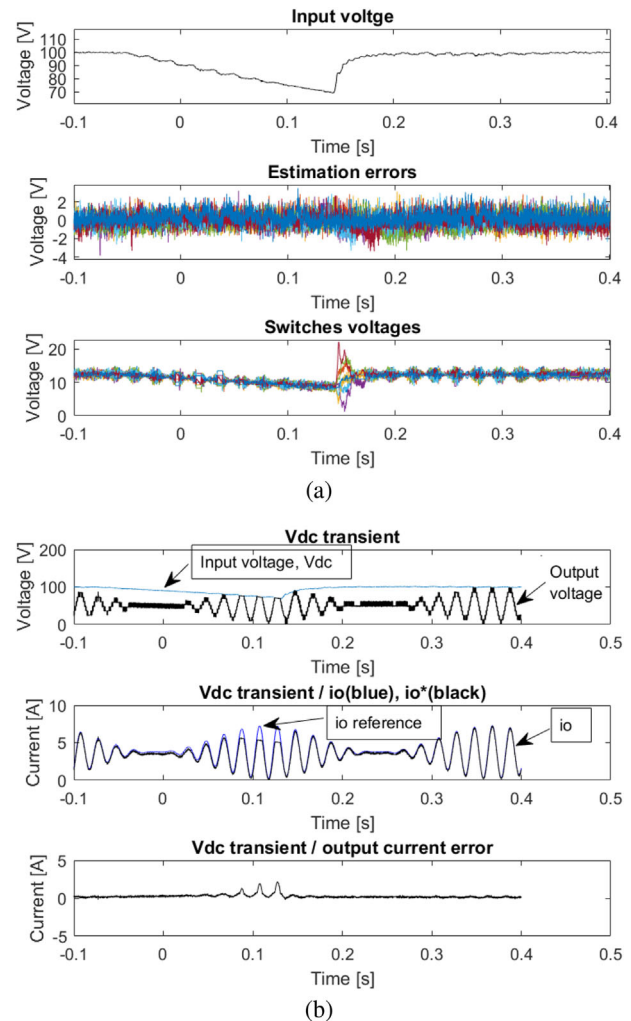 Input voltge
Voltage [V]
110
100
90
80
70
-0.1 0 0.1 0.2 0.3 0.4
Time [s]
Estimation errors
Voltage [V]
2
0
-2
-4
-0.1 0 0.1 0.2 0.3 0.4
Time [s]
Switches voltages
Voltage [V]
20
10
0
-0.1 0 0.1 0.2 0.3 0.4
Time [s]
(a)
Vdc transient
Voltage [V]
200
100
0
Input voltage, Vdc
Output
voltage
-0.1 0 0.1 0.2 0.3 0.4 0.5
Time [s]
Vdc transient / io(blue), io*(black)
Current [A]
10
5
0
io reference
io
-0.1 0 0.1 0.2 0.3 0.4 0.5
Time [s]
Vdc transient / output current error
Current [A]
5
0
-5
-0.1 0 0.1 0.2 0.3 0.4 0.5
Time [s]
(b)